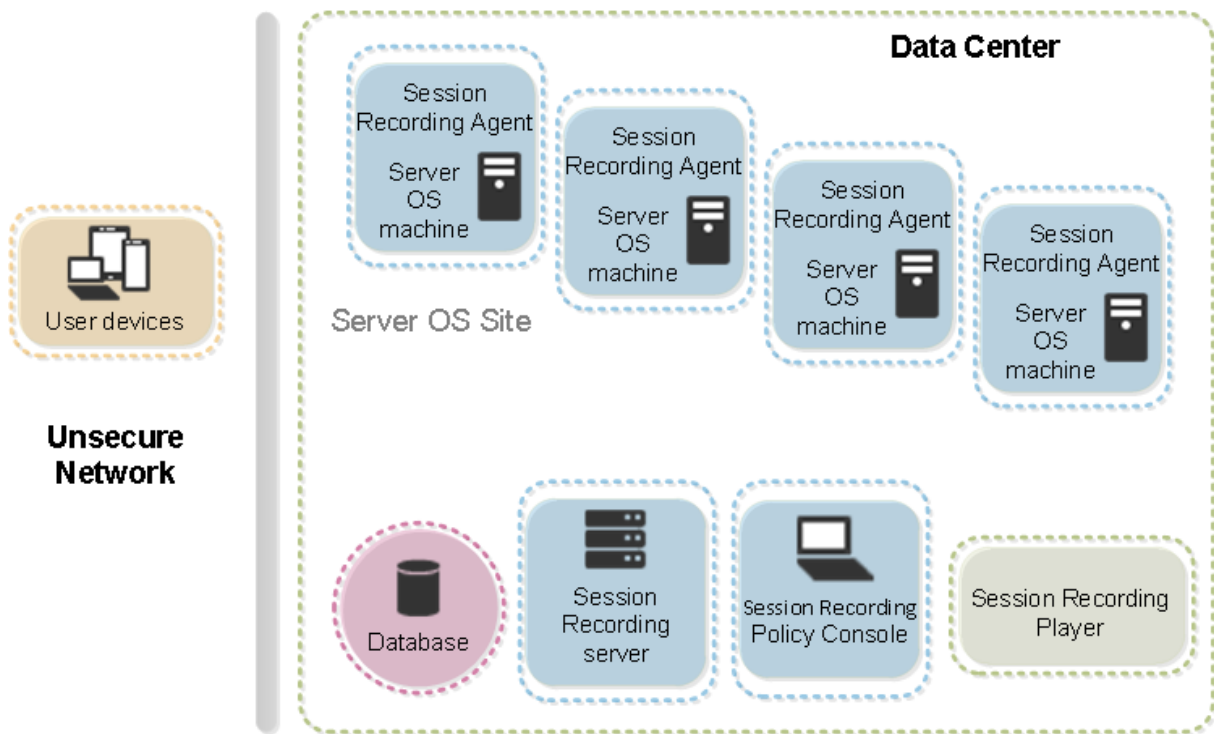 Data Center
Session
Recording Agent
Server
OS
machine
Session
Recording Agent
Server
OS
machine
Session
Recording Agent
Server
OS
machine
Session
Recording Agent
Server
OS
machine
User devices
Server OS Site
Unsecure
Network
Database
Session
Recording
server
Session Recording
Policy Console
Session Recording
Player